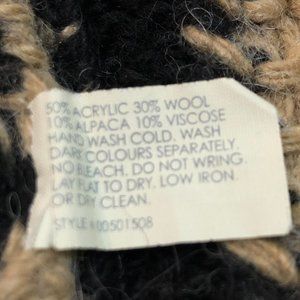 50% ACRYLIC 30% WOOL
10% ALPACA 10% VISCOSE
HAND WASH COLD. WASH
DARK COLOURS SEPARATELY.
NO BLEACH. DO NOT WRING.
LAY FLAT TO DRY. LOW IRON.
OR DRY CLEAN.
STYLE #00501508